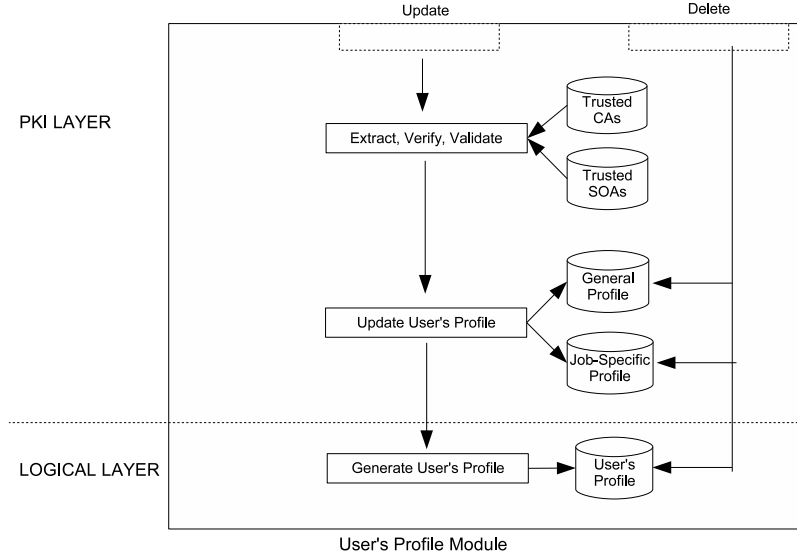 Update
Delete
PKI LAYER
Trusted
CAs
Extract, Verify, Validate
Trusted
SOAs
General
Profile
Update User's Profile
Job-Specific
Profile
LOGICAL LAYER
Generate User's Profile
User's
Profile
User's Profile Module